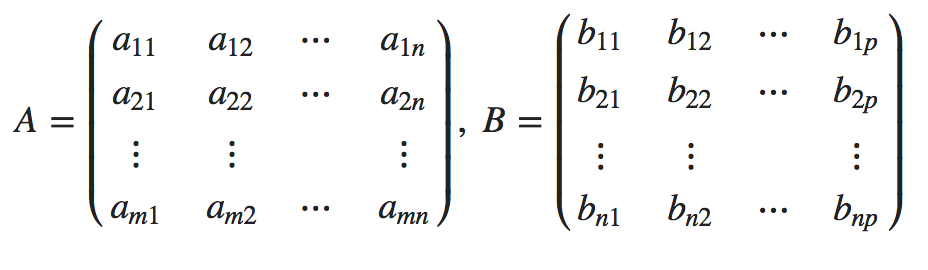 A = ( a11 a12 ⋯ a1n ) , B = ( b11 b12 ⋯ b1p )
a21 a22 ⋯ a2n b21 b22 ⋯ b2p
⋮ ⋮ ⋮ ⋮ ⋮ ⋮
am1 am2 ⋯ amn bn1 bn2 ⋯ bnp